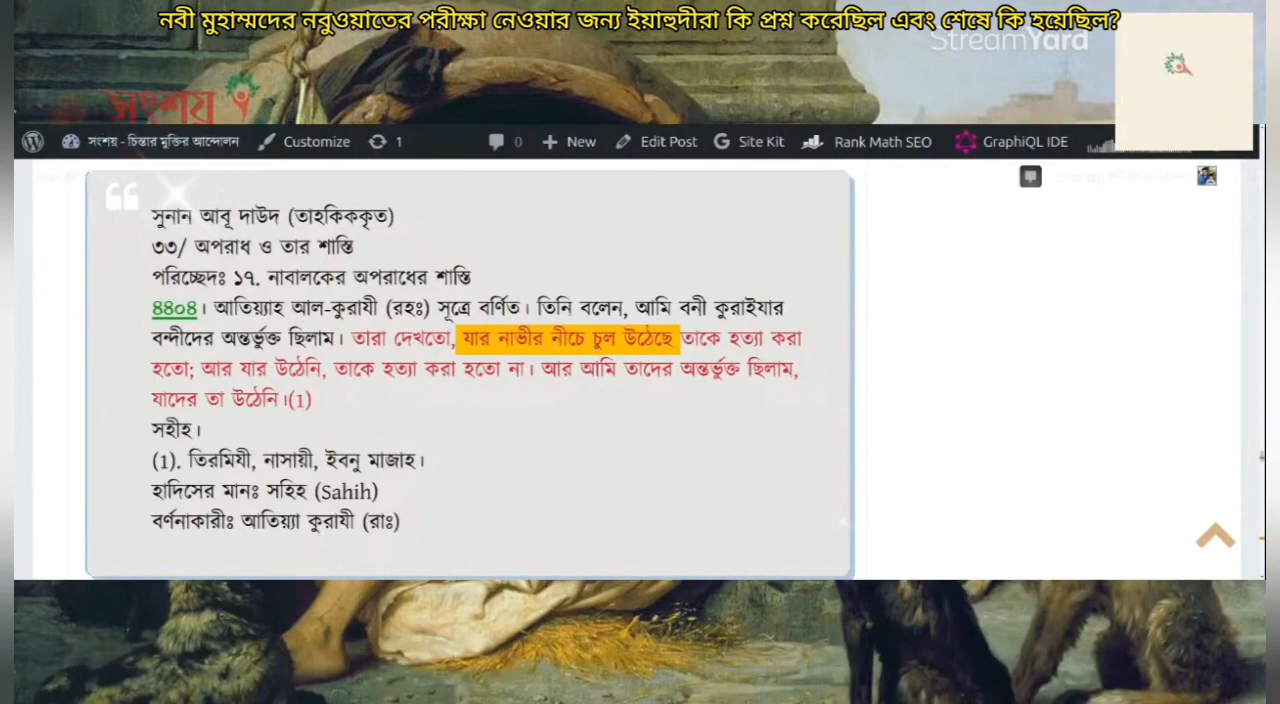 নবী মুহাম্মদের নবুওয়াতের পরীক্ষা নেওয়ার জন্য ইয়াহুদীরা কি প্রশ্ন করেছিল এবং শেষে কি হয়েছিল?
StreamYard
সংশয়
সংশয় - চিন্তার মুক্তির আন্দোলন Customize 1 0 New Edit Post Site Kit Rank Math SEO GraphiQL IDE
সুনান আবূ দাউদ (তাহকিককৃত)
৩৩/ অপরাধ ও তার শাস্তি
পরিচ্ছেদঃ ১৭. নাবালকের অপরাধের শাস্তি
৪৪০৪। আতিয়্যাহ আল-কুরাযী (রহঃ) সূত্রে বর্ণিত। তিনি বলেন, আমি বনী কুরাইযার
বন্দীদের অন্তর্ভুক্ত ছিলাম। তারা দেখতো, যার নাভীর নীচে চুল উঠেছে তাকে হত্যা করা
হতো; আর যার উঠেনি, তাকে হত্যা করা হতো না। আর আমি তাদের অন্তর্ভুক্ত ছিলাম,
যাদের তা উঠেনি।(1)
সহীহ।
(1). তিরমিযী, নাসায়ী, ইবনু মাজাহ।
হাদিসের মানঃ সহিহ (Sahih)
বর্ণনাকারীঃ আতিয়্যা কুরাযী (রাঃ)